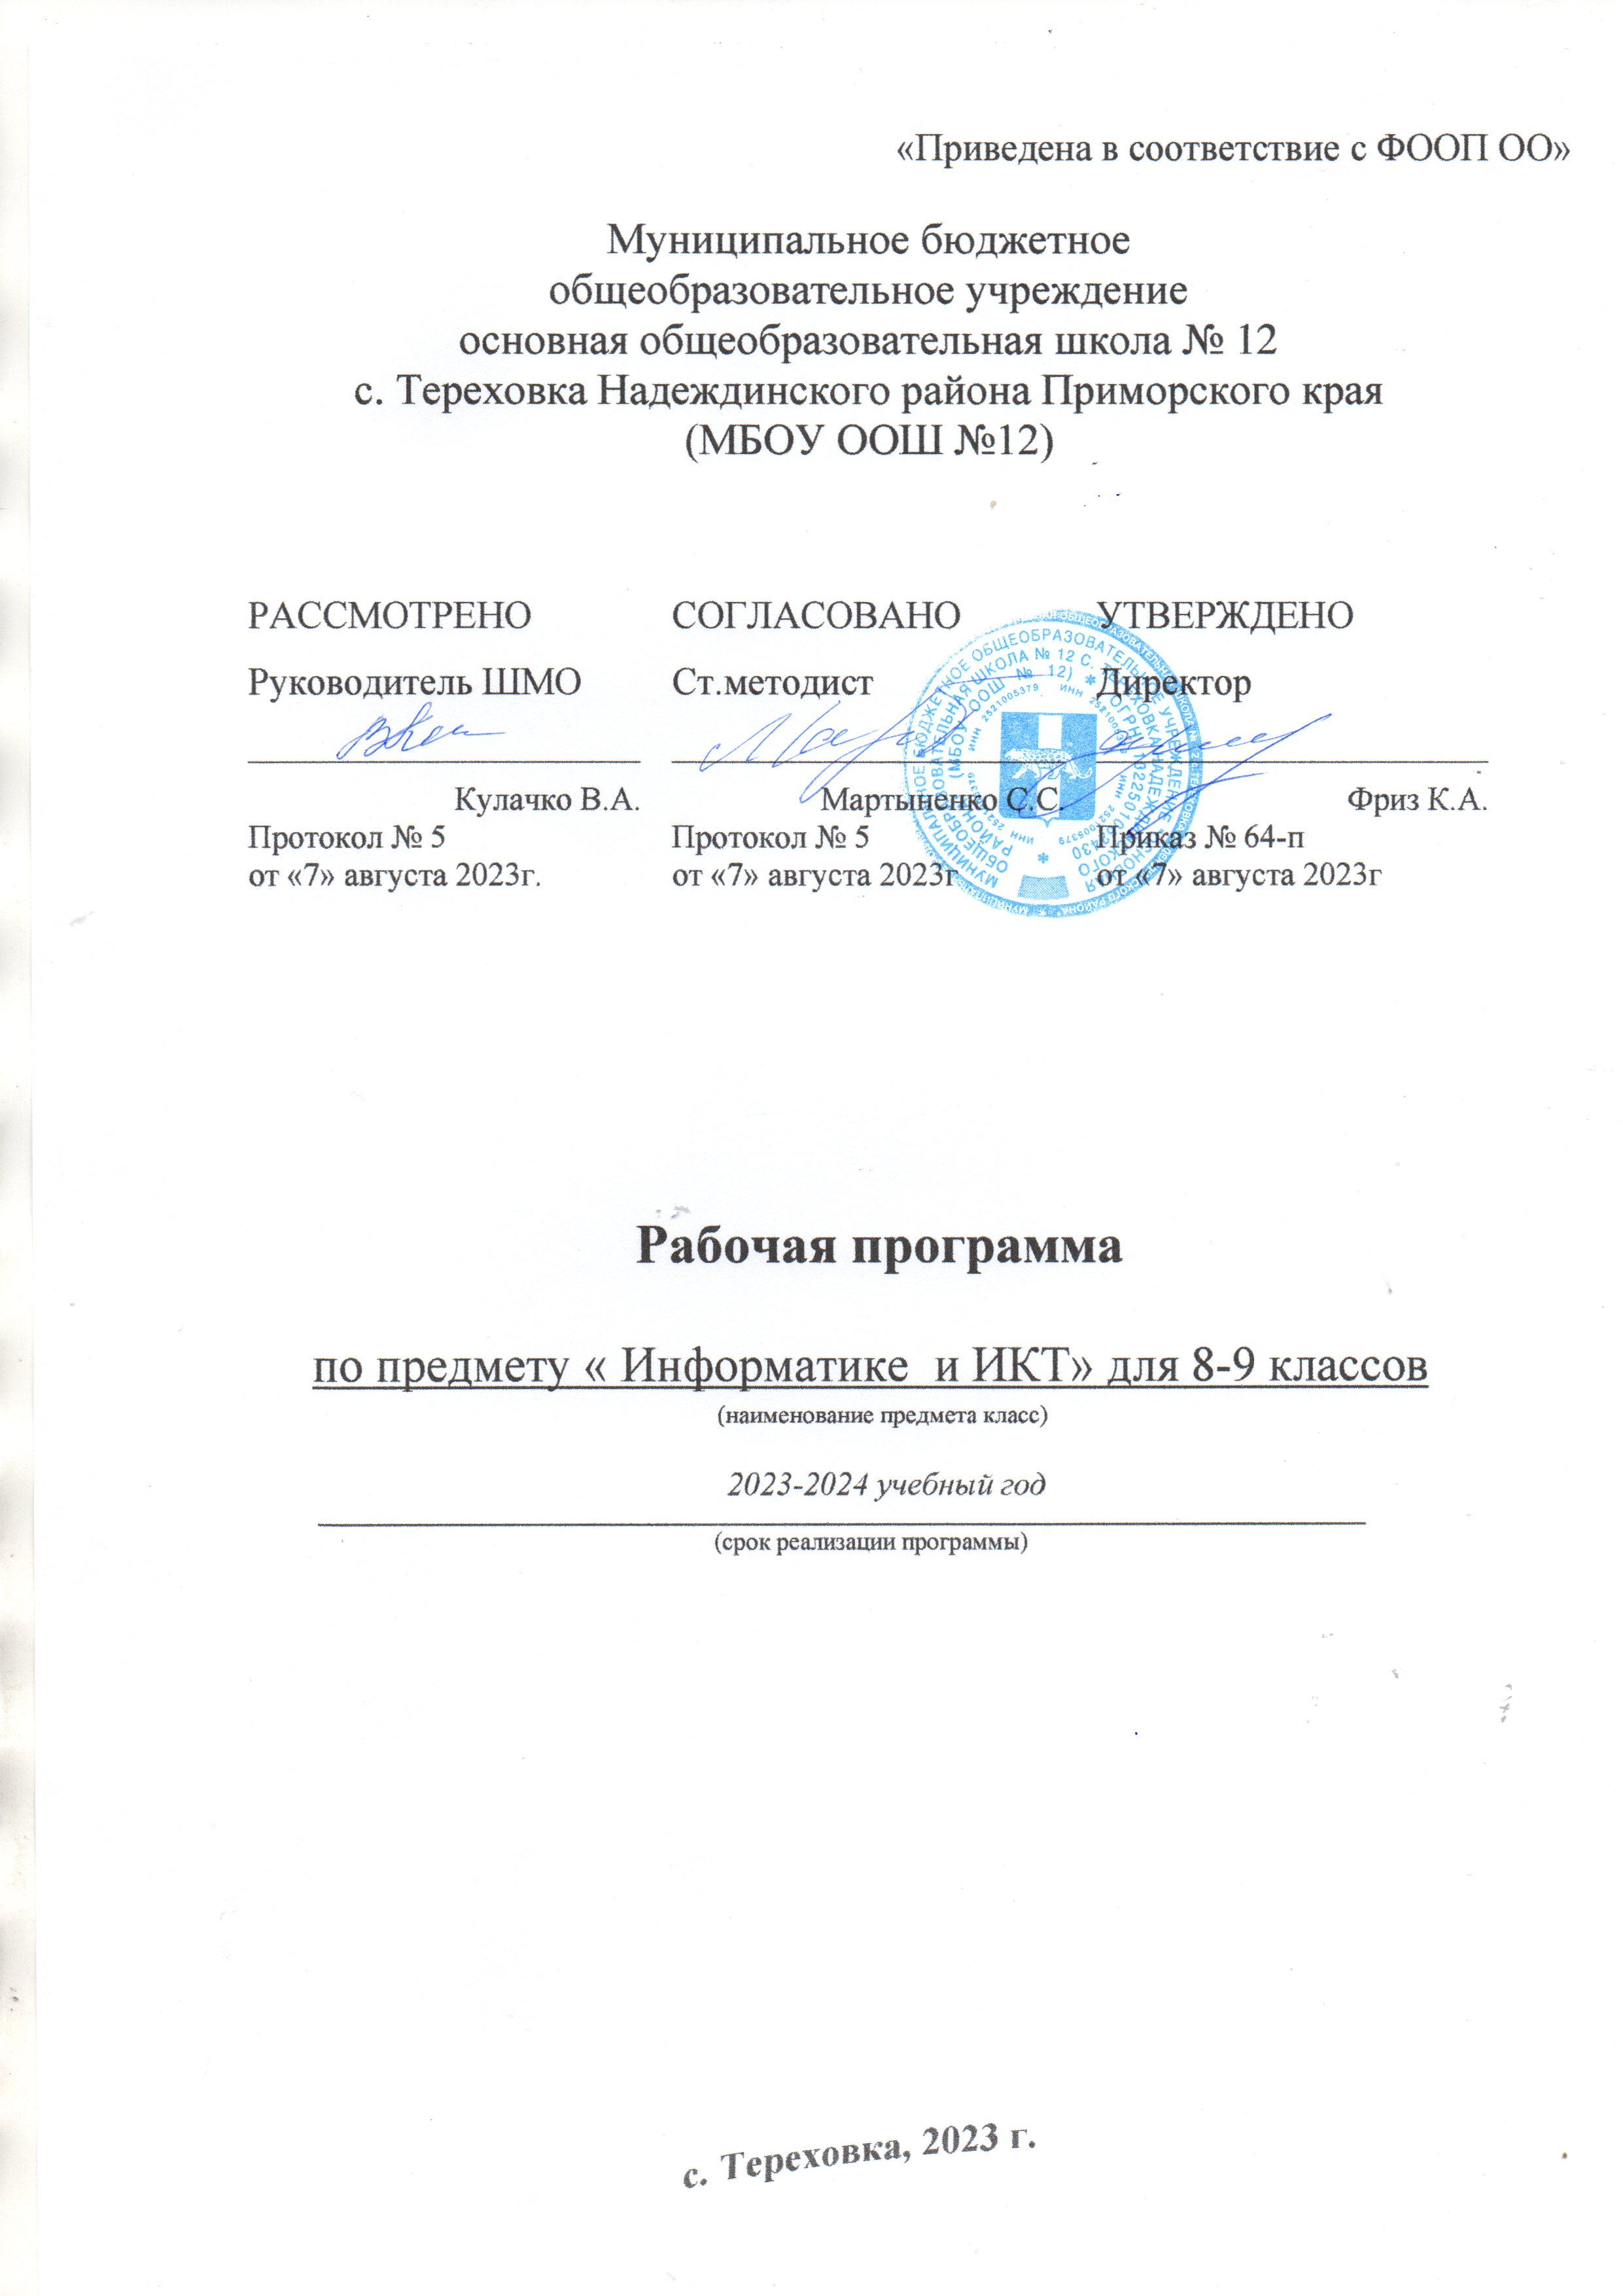 «Приведена в соответствие с ФООП ОО»
Муниципальное бюджетное
общеобразовательное учреждение
основная общеобразовательная школа № 12
с. Тереховка Надеждинского района Приморского края
(МБОУ ООШ №12)
РАССМОТРЕНО
Руководитель ШМО
Кулачко В.А.
Протокол № 5
от «7» августа 2023г.
СОГЛАСОВАНО
Ст.методист
Мартыненко С.С.
Протокол № 5
от «7» августа 2023г
УТВЕРЖДЕНО
Директор
Фриз К.А.
Приказ № 64-п
от «7» августа 2023г
Рабочая программа
по предмету « Информатике  и ИКТ» для 8-9 классов
(наименование предмета класс)
2023-2024 учебный год
(срок реализации программы)
с. Тереховка, 2023 г.